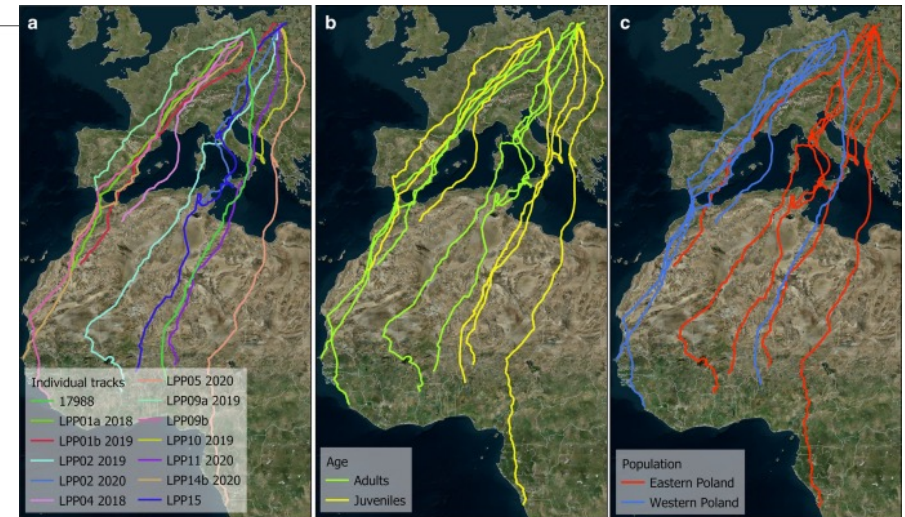 a
b
c
Individual tracks
17988
LPP01a 2018
LPP01b 2019
LPP02 2019
LPP02 2020
LPP04 2018
LPP05 2020
LPP09a 2019
LPP09b
LPP10 2019
LPP11 2020
LPP14b 2020
LPP15
Age
Adults
Juveniles
Population
Eastern Poland
Western Poland